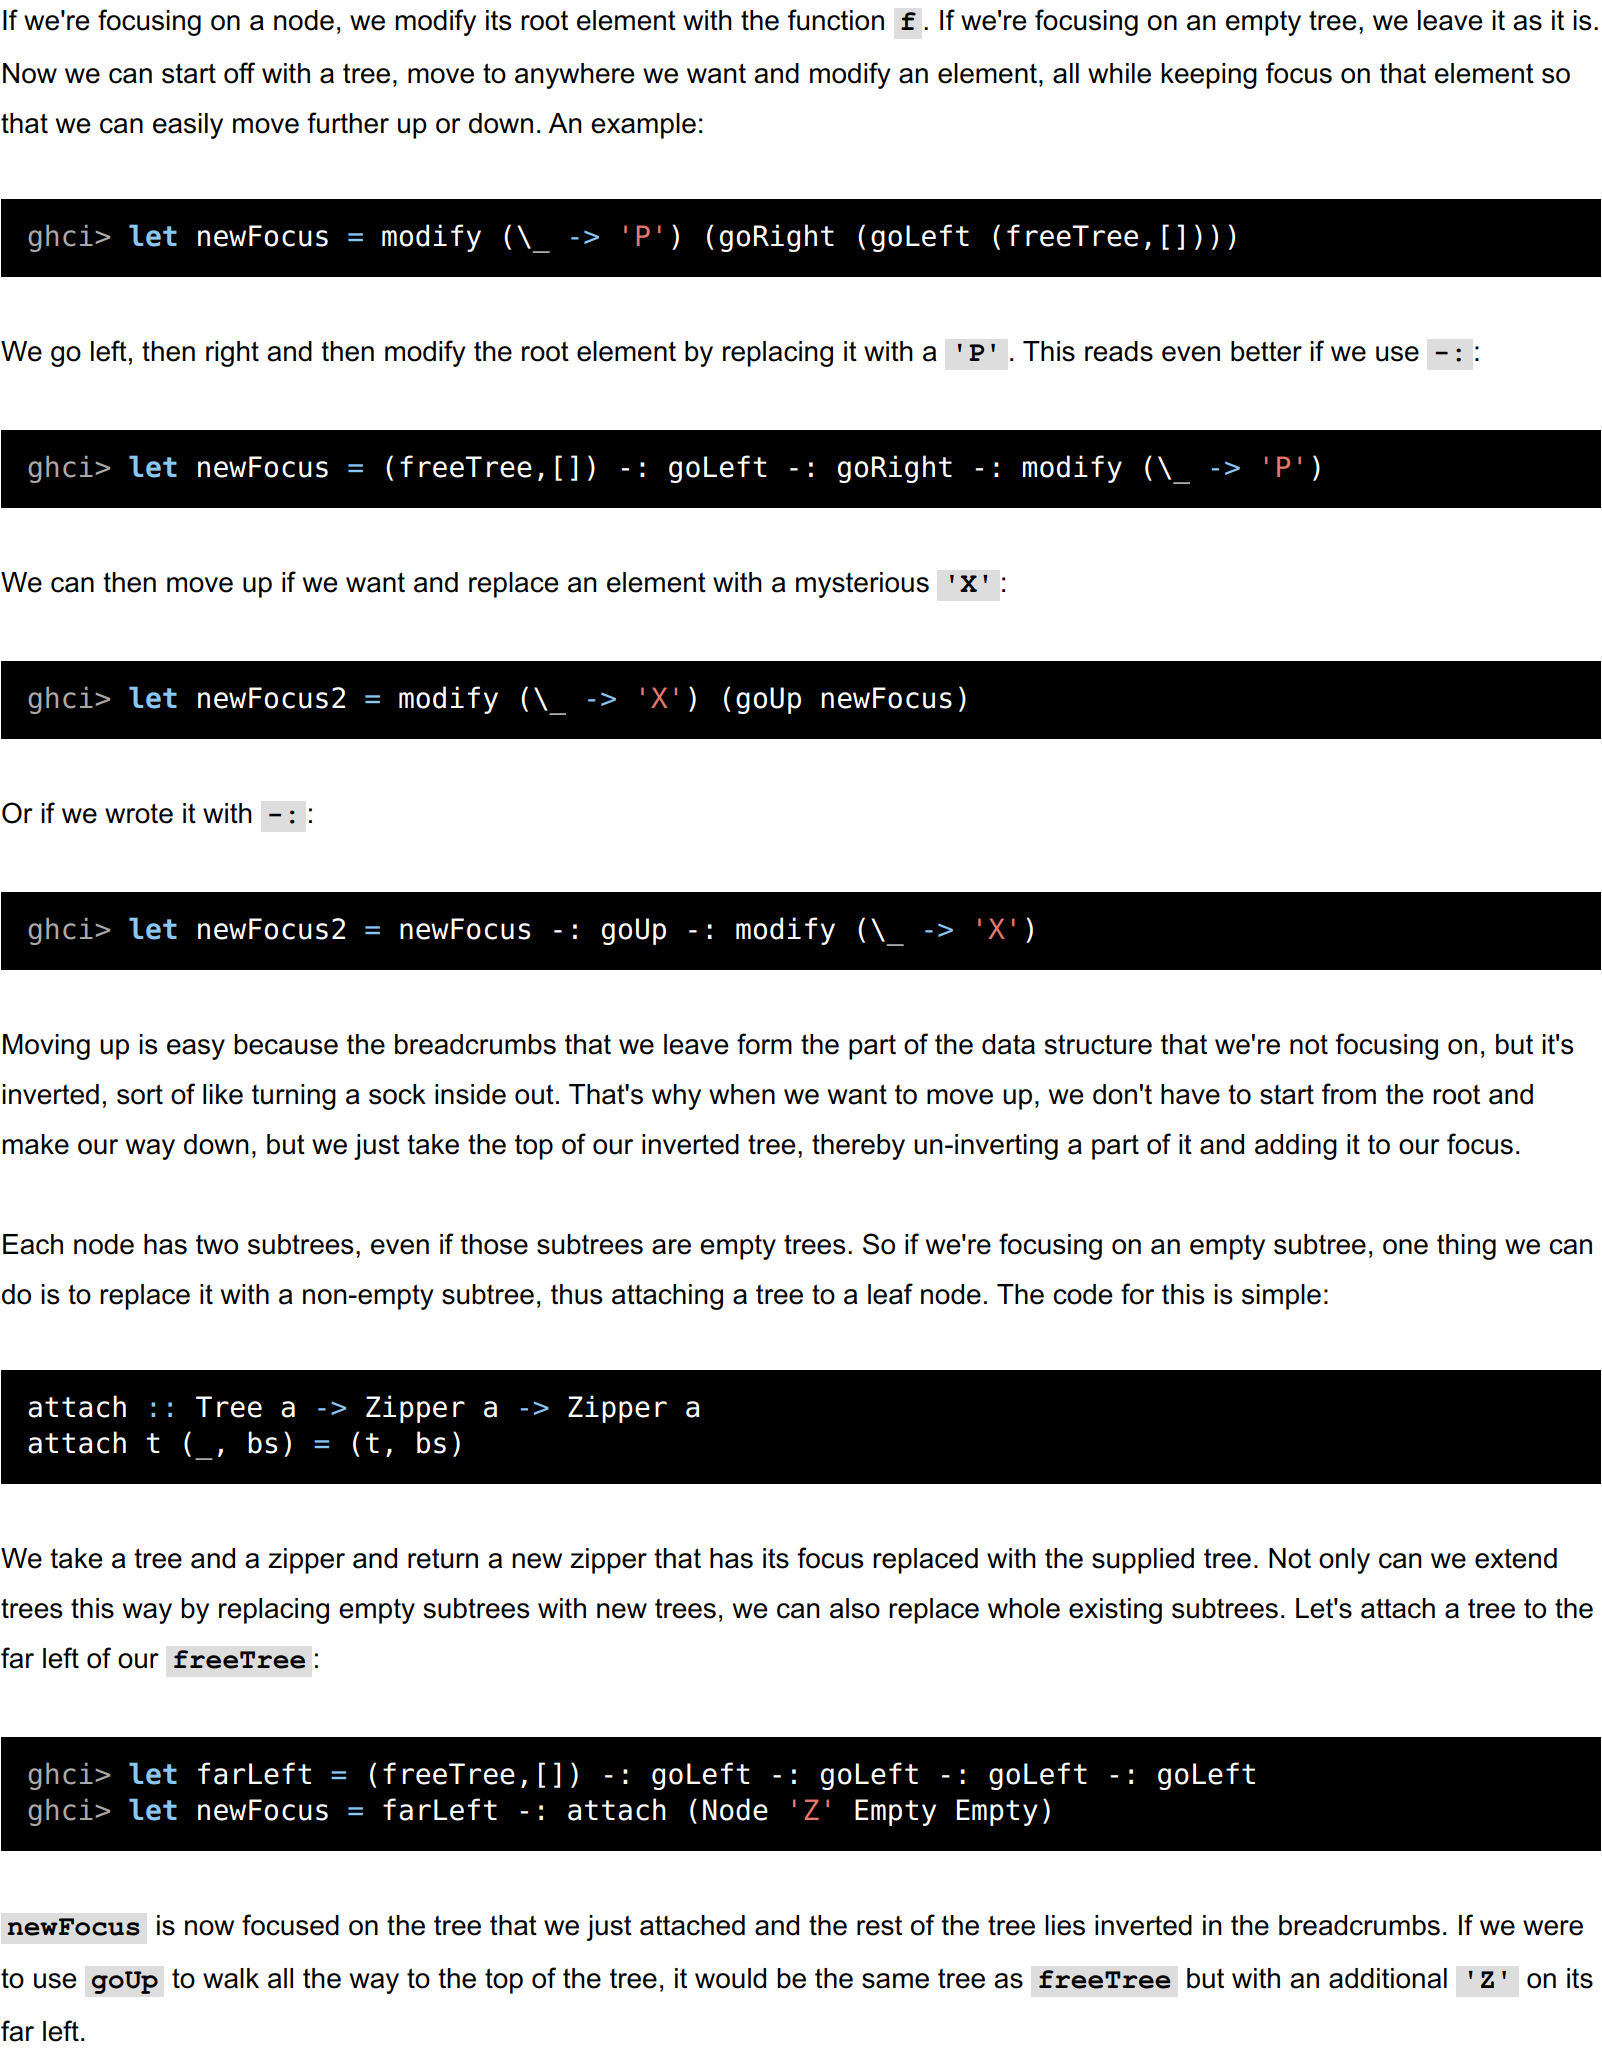 If we're focusing on a node, we modify its root element with the function f. If we're focusing on an empty tree, we leave it as it is.
Now we can start off with a tree, move to anywhere we want and modify an element, all while keeping focus on that element so
that we can easily move further up or down. An example:
ghci> let newFocus = modify (\_ -> 'P') (goRight (goLeft (freeTree,[])))
We go left, then right and then modify the root element by replacing it with a 'P'. This reads even better if we use -::
ghci> let newFocus = (freeTree,[]) -: goLeft -: goRight -: modify (\_ -> 'P')
We can then move up if we want and replace an element with a mysterious 'X':
ghci> let newFocus2 = modify (\_ -> 'X') (goUp newFocus)
Or if we wrote it with -::
ghci> let newFocus2 = newFocus -: goUp -: modify (\_ -> 'X')
Moving up is easy because the breadcrumbs that we leave form the part of the data structure that we're not focusing on, but it's
inverted, sort of like turning a sock inside out. That's why when we want to move up, we don't have to start from the root and
make our way down, but we just take the top of our inverted tree, thereby un-inverting a part of it and adding it to our focus.
Each node has two subtrees, even if those subtrees are empty trees. So if we're focusing on an empty subtree, one thing we can
do is to replace it with a non-empty subtree, thus attaching a tree to a leaf node. The code for this is simple:
attach :: Tree a -> Zipper a -> Zipper a
attach t (_, bs) = (t, bs)
We take a tree and a zipper and return a new zipper that has its focus replaced with the supplied tree. Not only can we extend
trees this way by replacing empty subtrees with new trees, we can also replace whole existing subtrees. Let's attach a tree to the
far left of our freeTree:
ghci> let farLeft = (freeTree,[]) -: goLeft -: goLeft -: goLeft -: goLeft
ghci> let newFocus = farLeft -: attach (Node 'Z' Empty Empty)
newFocus is now focused on the tree that we just attached and the rest of the tree lies inverted in the breadcrumbs. If we were
to use goUp to walk all the way to the top of the tree, it would be the same tree as freeTree but with an additional 'Z' on its
far left.